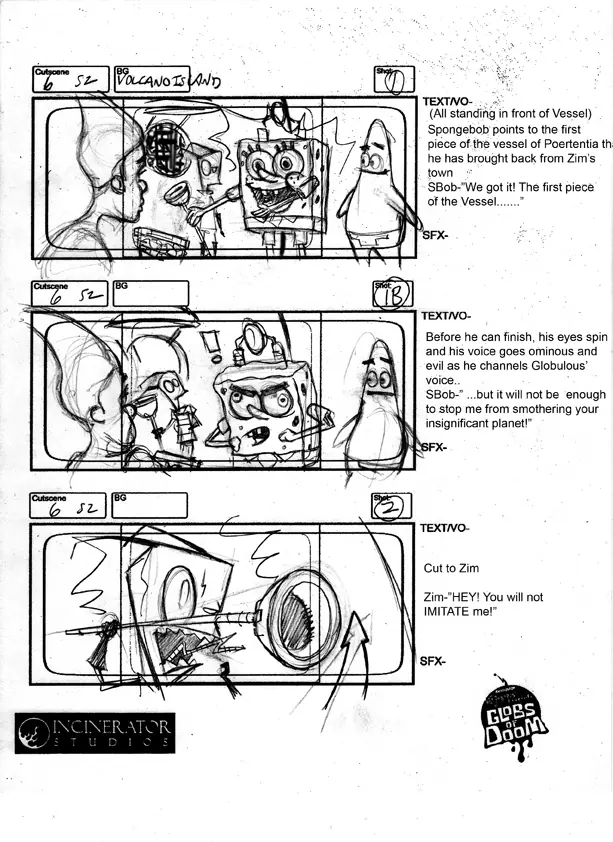 Cutscene
6 S2
BG
VOLCANO ISLAND
Shot:
1
TEXT/VO-
(All standing in front of Vessel)
Spongebob points to the first
piece of the vessel of Poertentia th
he has brought back from Zim's
town
SBob-"We got it! The first piece
of the Vessel......."
SFX-
Cutscene
6 S2
BG
Shot:
1B
!
TEXT/VO-
Before he can finish, his eyes spin
and his voice goes ominous and
evil as he channels Globulous'
voice..
SBob-" ...but it will not be enough
to stop me from smothering your
insignificant planet!"
SFX-
Cutscene
6 S2
BG
Shot:
2
TEXT/VO-
Cut to Zim
Zim-"HEY! You will not
IMITATE me!"
SFX-
INCINERATOR
STUDIOS
GLOBS
OF
DOOM